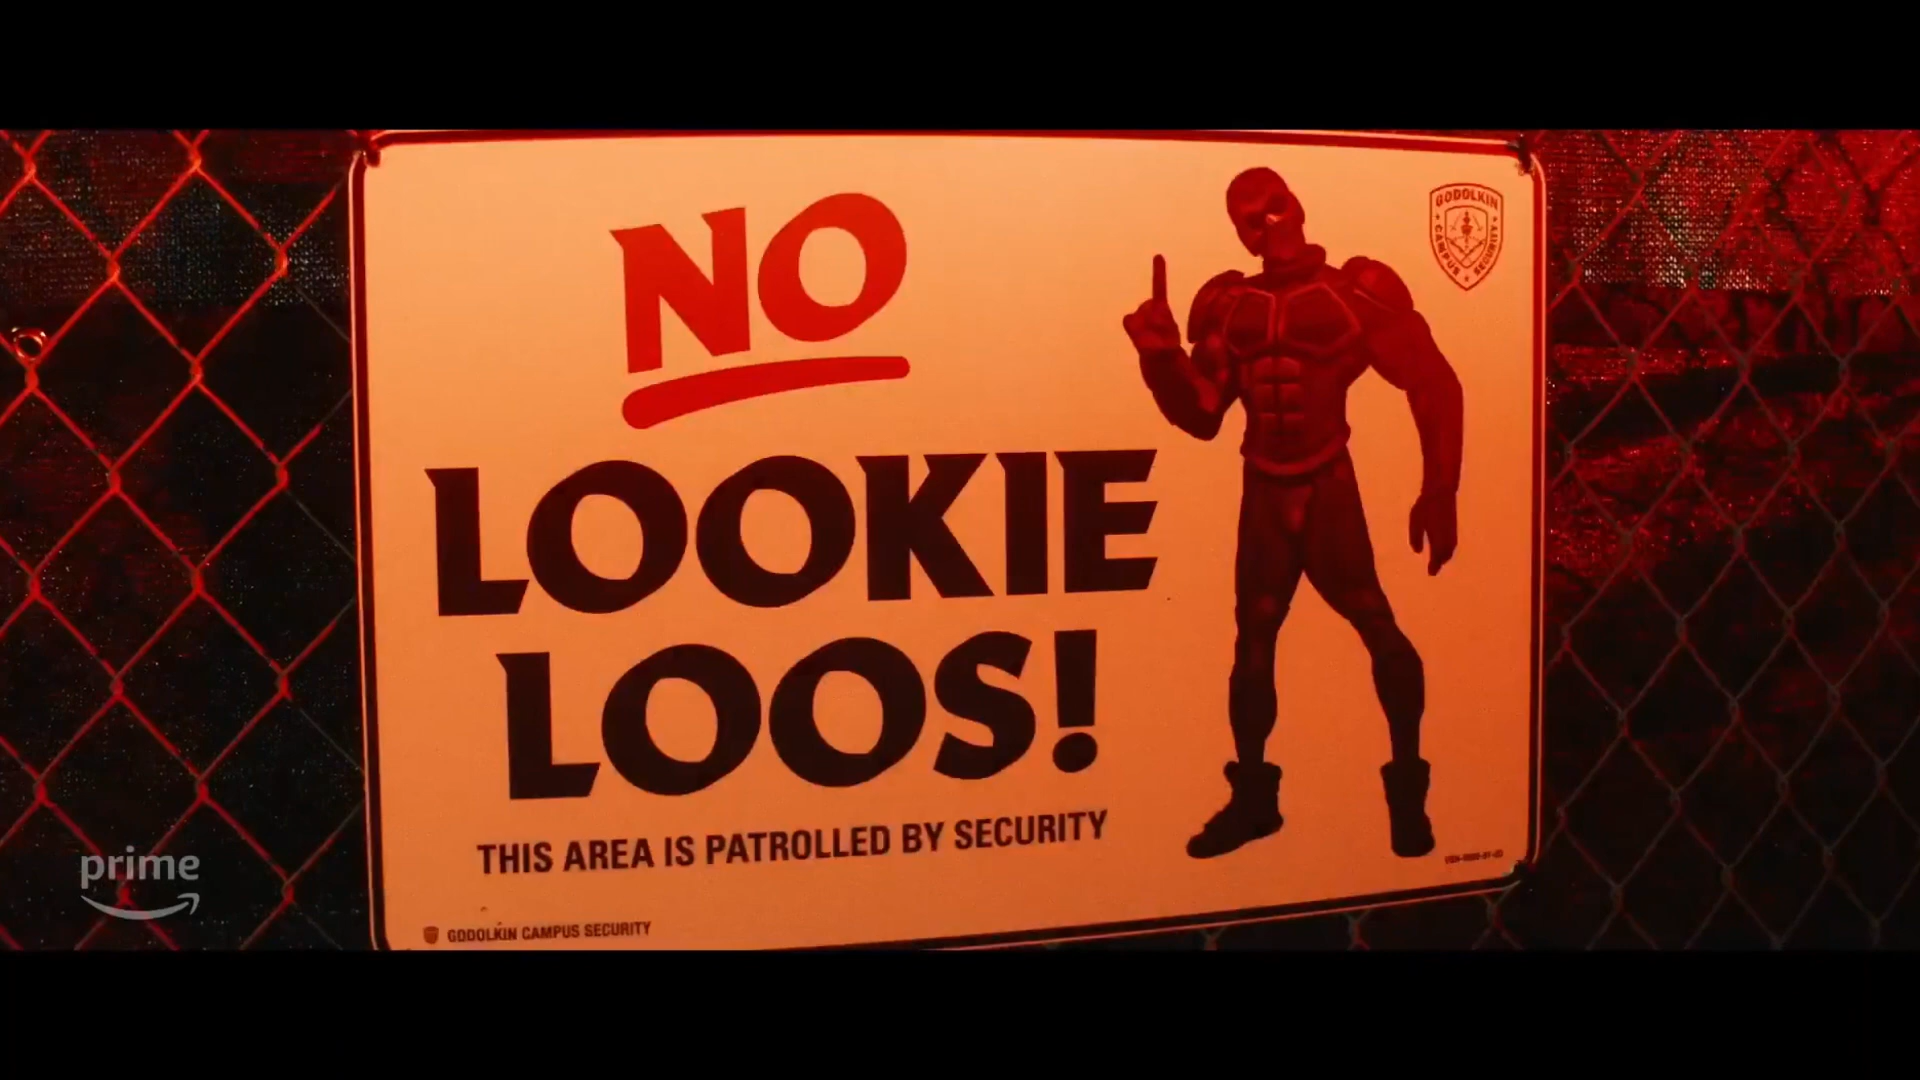 NO
LOOKIE
LOOS!
THIS AREA IS PATROLLED BY SECURITY
GODOLKIN CAMPUS SECURITY
GODOLKIN
CAMPUS SECURITY
prime